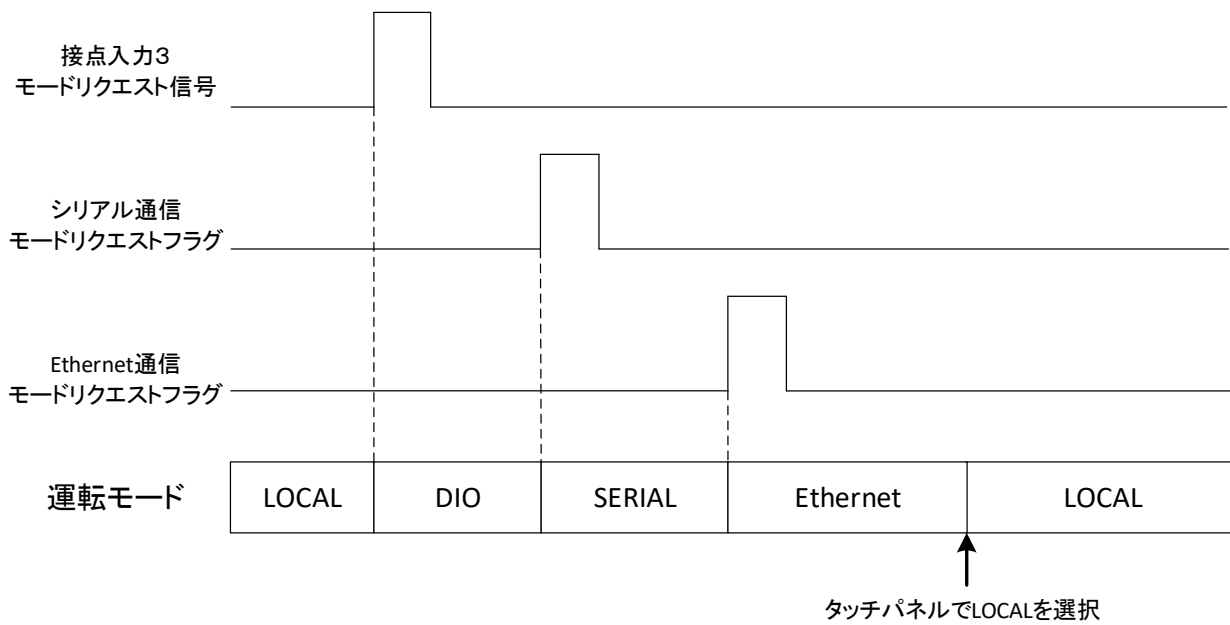 接点入力３
モードリクエスト信号
シリアル通信
モードリクエストフラグ
Ethernet通信
モードリクエストフラグ
運転モード
LOCAL
DIO
SERIAL
Ethernet
LOCAL
タッチパネルでLOCALを選択